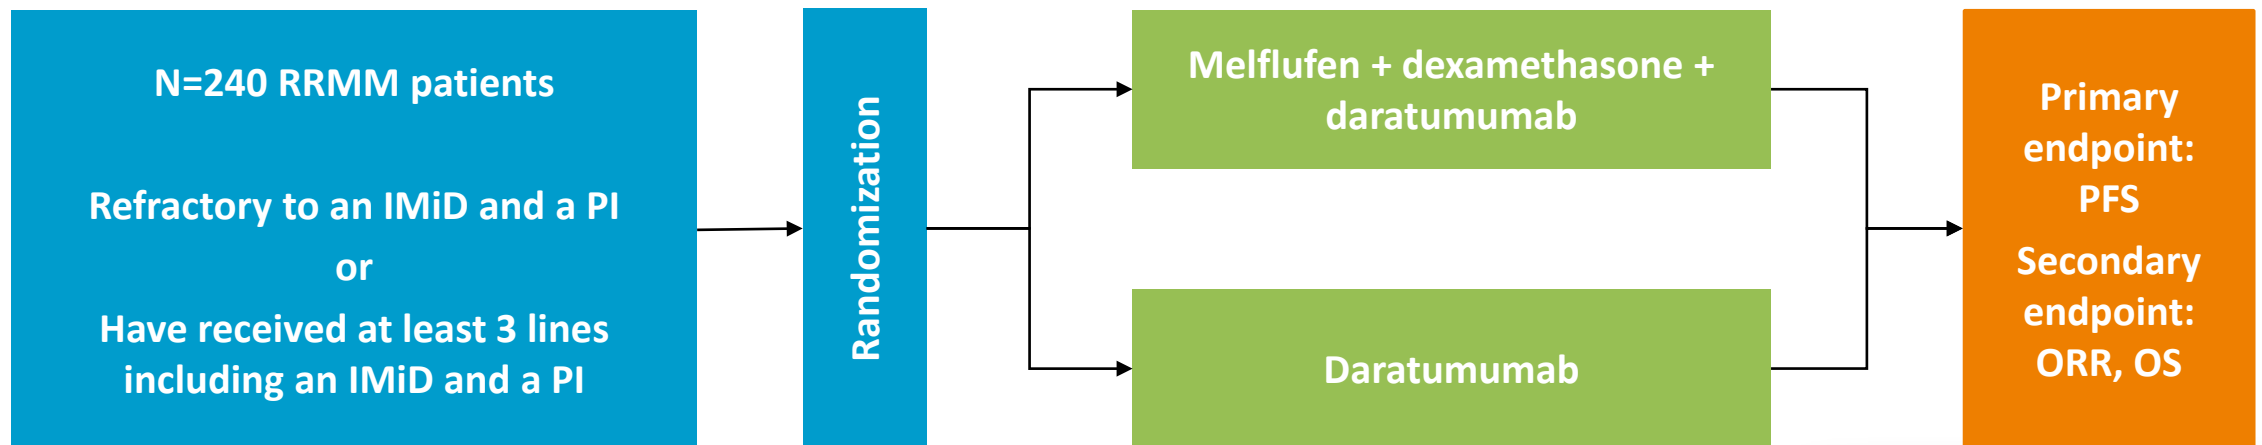 N=240 RRMM patients
Refractory to an IMiD and a PI
or
Have received at least 3 lines
including an IMiD and a PI
Randomization
Melflufen + dexamethasone +
daratumumab
Daratumumab
Primary
endpoint:
PFS
Secondary
endpoint:
ORR, OS